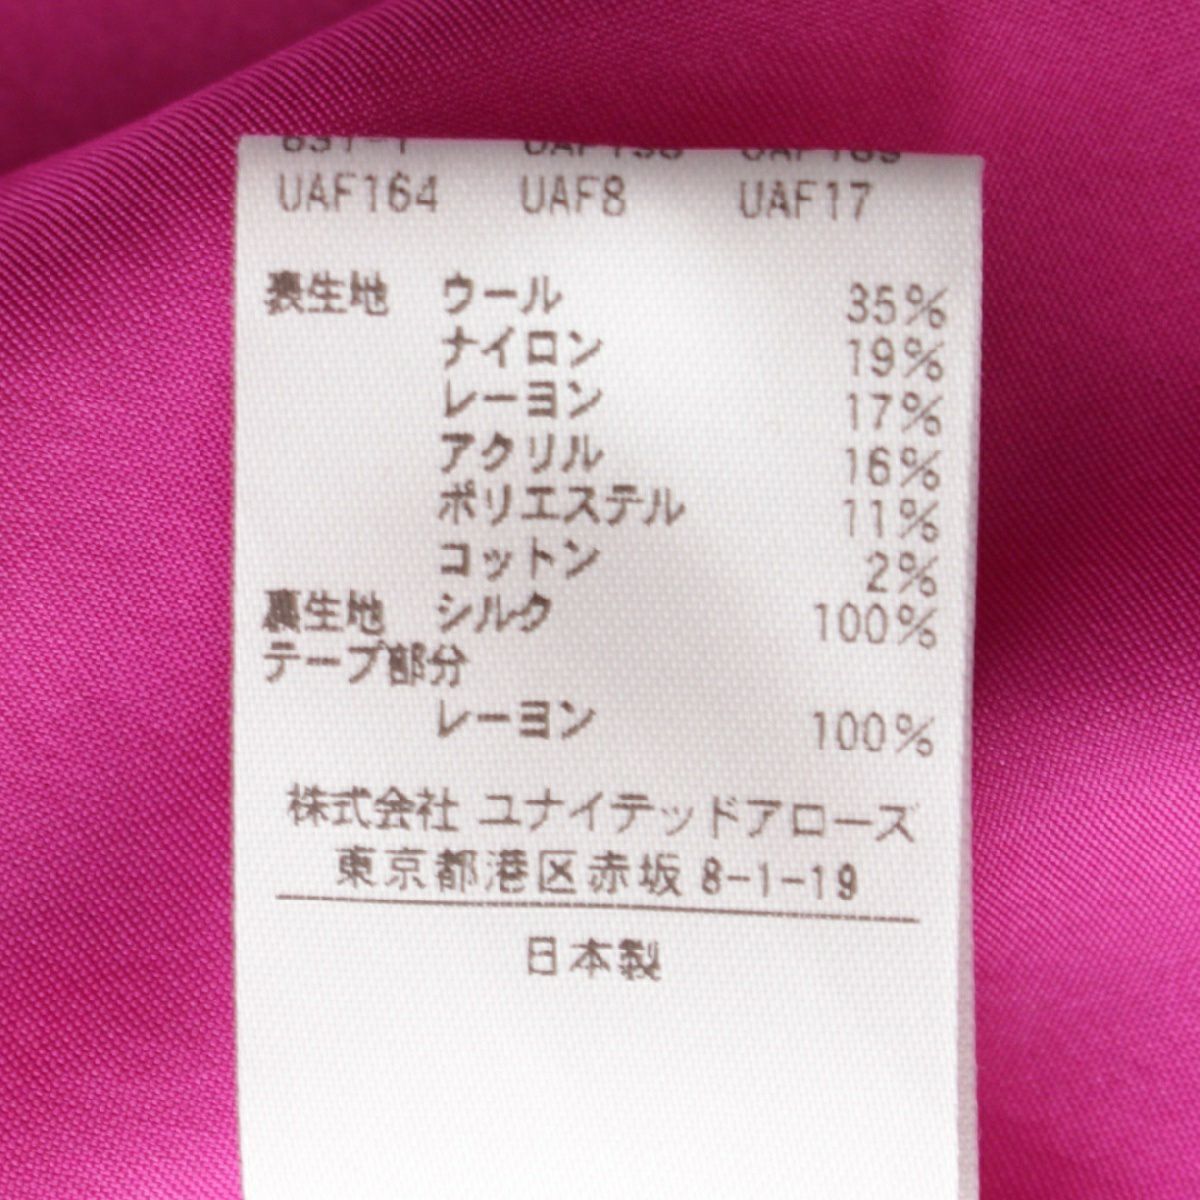 UAF164 UAF8 UAF17
表生地 ウール 35%
ナイロン 19%
レーヨン 17%
アクリル 16%
ポリエステル 11%
コットン 2%
裏生地 シルク 100%
テープ部分
レーヨン 100%
株式会社 ユナイテッドアローズ
東京都港区赤坂 8-1-19
日本製